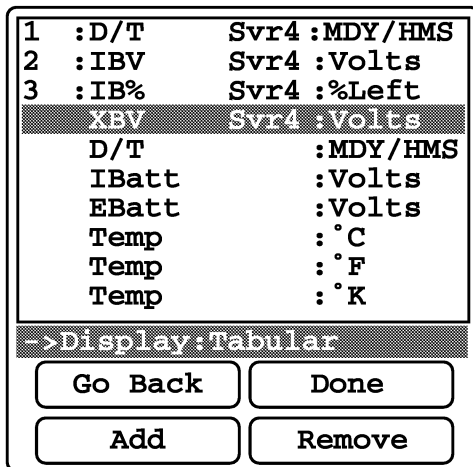 1 :D/T Svr4 :MDY/HMS
2 :IBV Svr4 :Volts
3 :IB% Svr4 :%Left
XBV Svr4 :Volts
D/T :MDY/HMS
IBatt :Volts
EBatt :Volts
Temp :°C
Temp :°F
Temp :°K
->Display:Tabular
Go Back Done
Add Remove